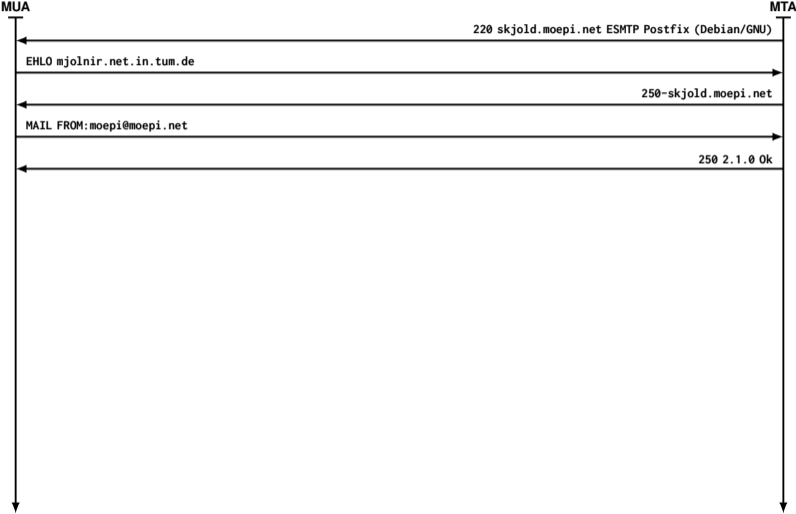 MUA MTA
220 skjold.moepi.net ESMTP Postfix (Debian/GNU)
EHLO mjolnir.net.in.tum.de
250-skjold.moepi.net
MAIL FROM:moepi@moepi.net
250 2.1.0 Ok